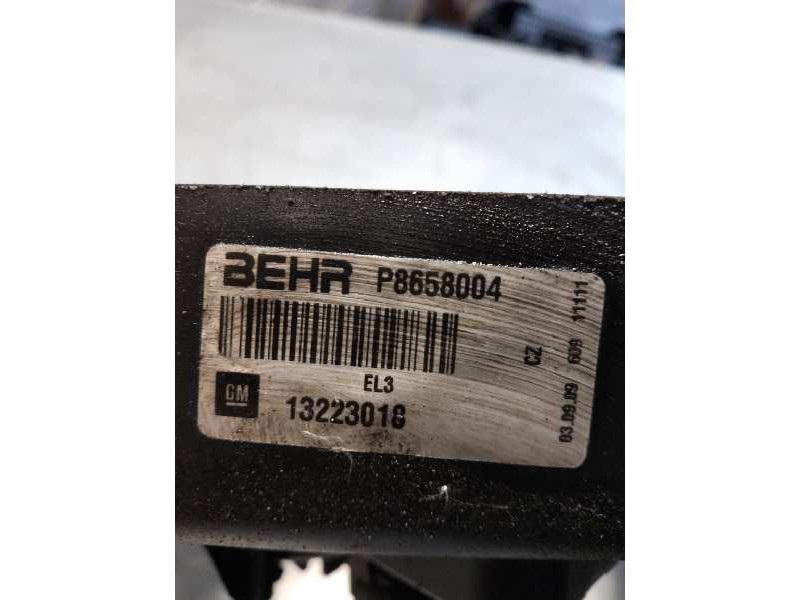 BEHR P8658004
EL3
GM 13223018
CZ
03.09.09 609 11111